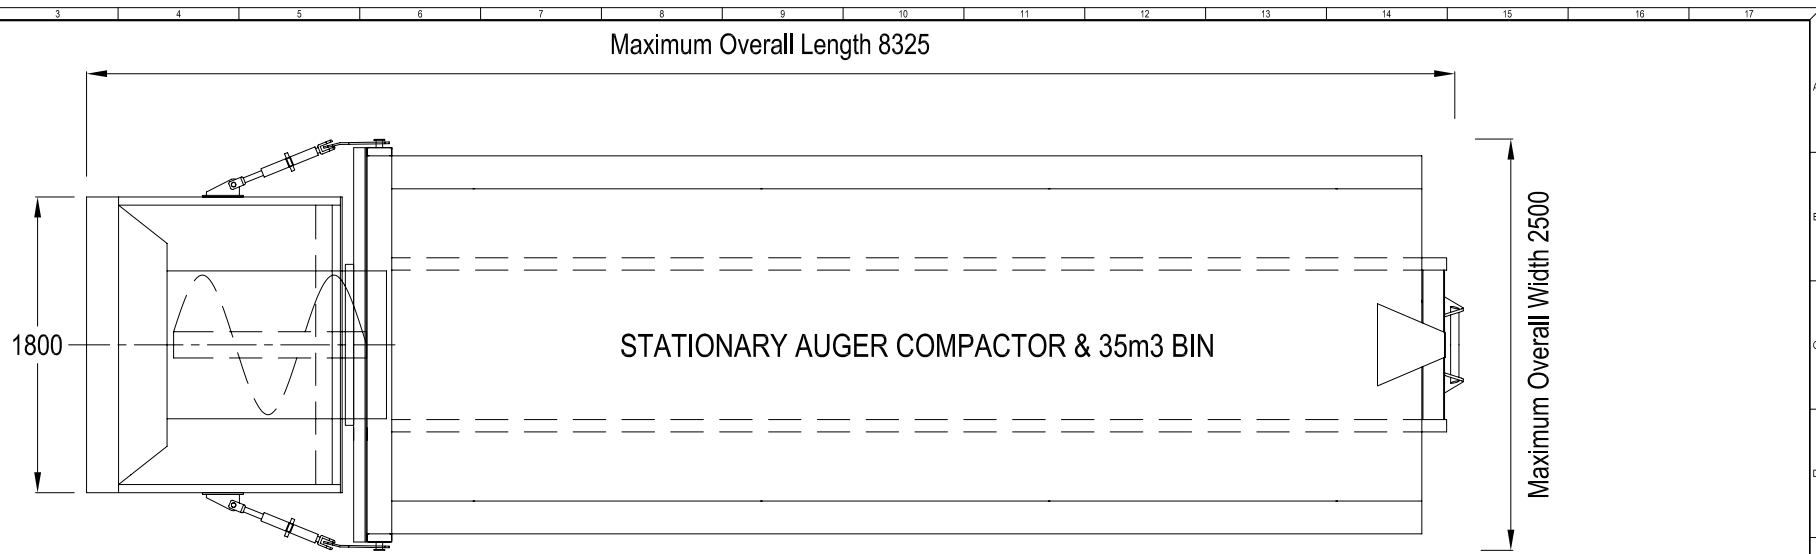 3 4 5 6 7 8 9 10 11 12 13 14 15 16 17
Maximum Overall Length 8325
A
B
Maximum Overall Width 2500
1800
STATIONARY AUGER COMPACTOR & 35m3 BIN
C
D